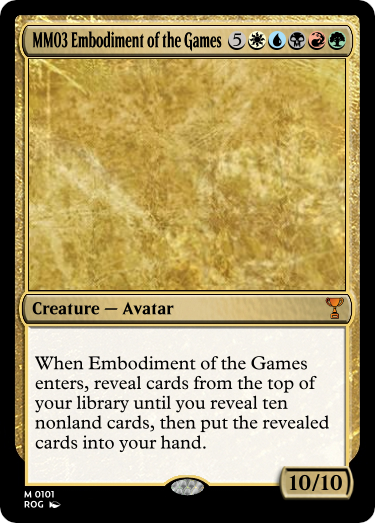 MM03 Embodiment of the Games 5
Creature — Avatar
When Embodiment of the Games
enters, reveal cards from the top of
your library until you reveal ten
nonland cards, then put the revealed
cards into your hand.
10/10
M 0101
ROG